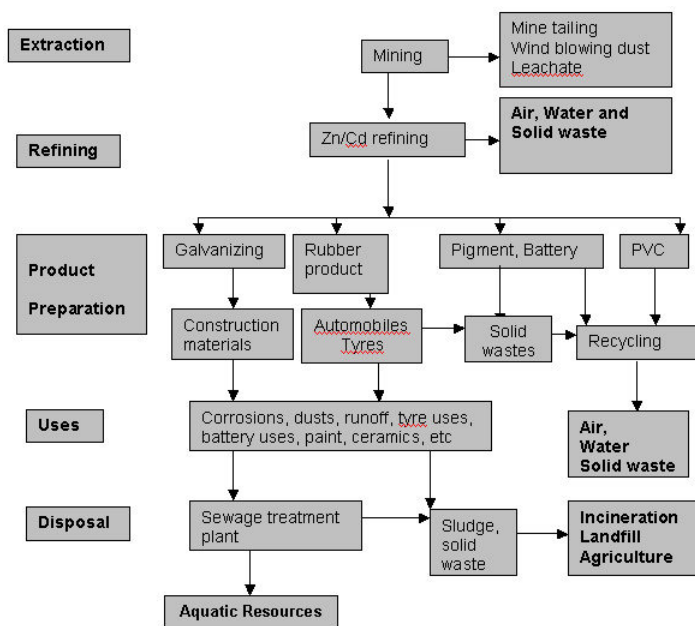 Extraction
Mining
Mine tailing
Wind blowing dust
Leachate
Refining
Zn/Cd refining
Air, Water and
Solid waste
Product
Preparation
Galvanizing
Rubber
product
Pigment, Battery
PVC
Construction
materials
Automobiles
Tyres
Solid
wastes
Recycling
Uses
Corrosions, dusts, runoff, tyre uses,
battery uses, paint, ceramics, etc
Air,
Water
Solid waste
Disposal
Sewage treatment
plant
Sludge,
solid
waste
Incineration
Landfill
Agriculture
Aquatic Resources